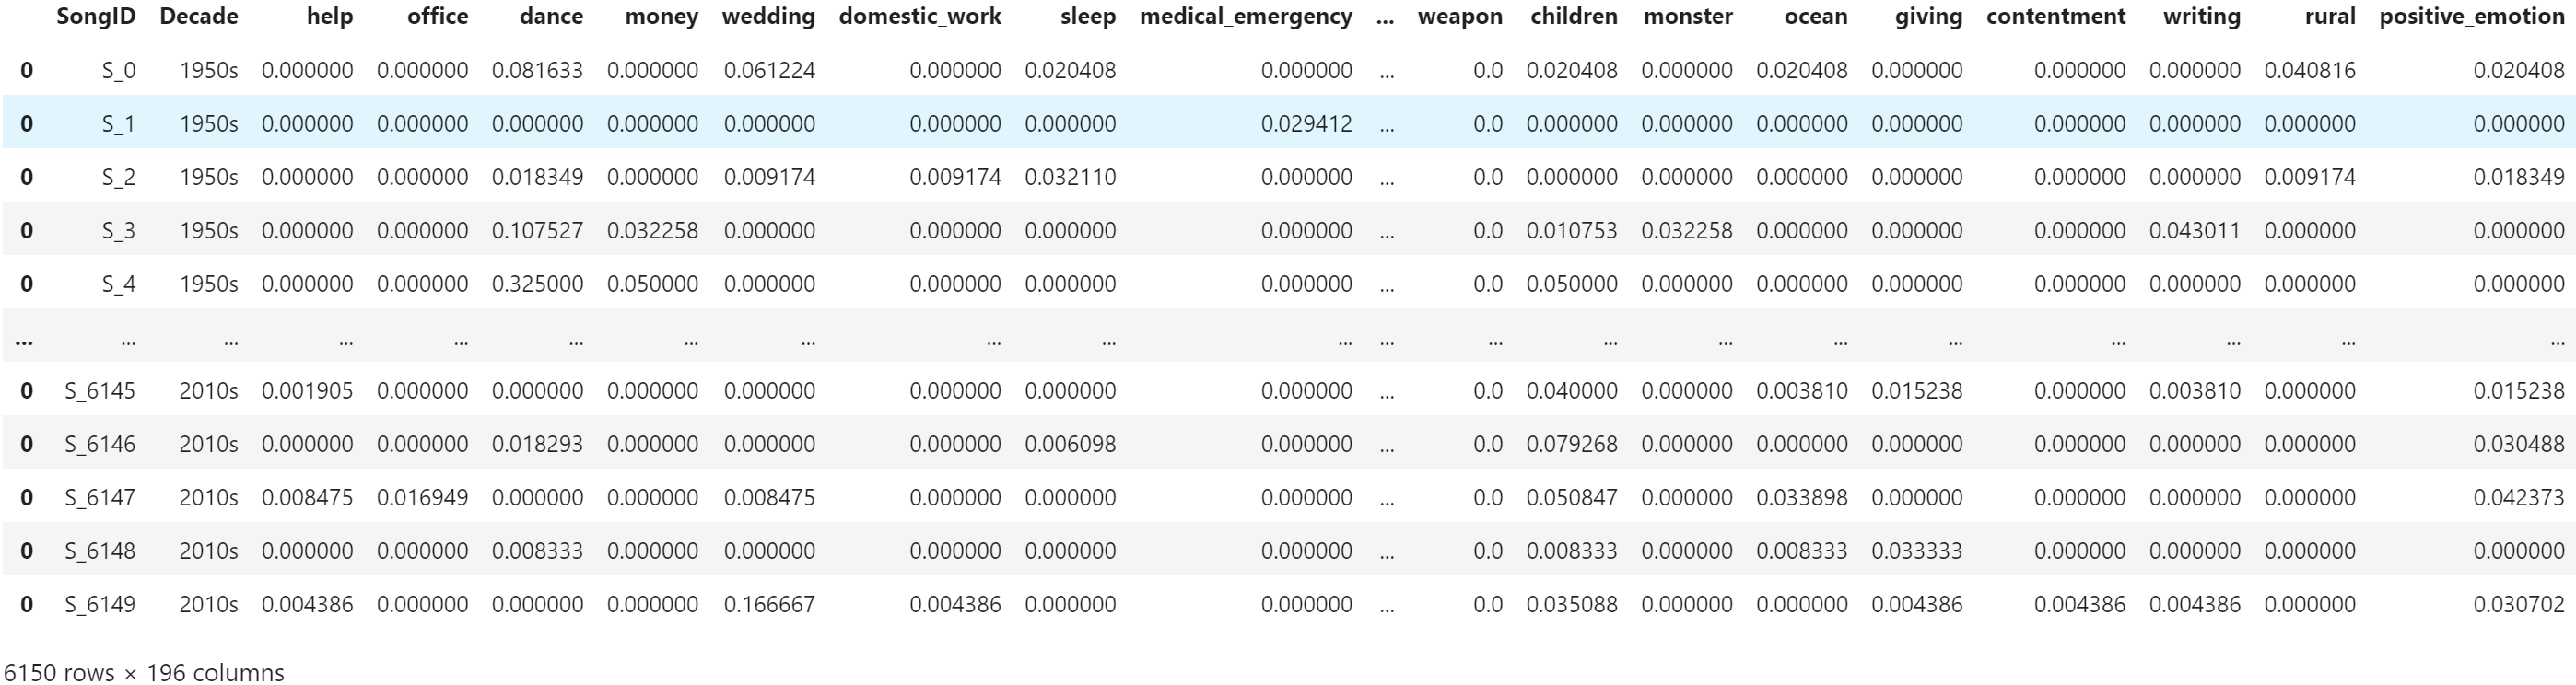 SongID Decade help office dance money wedding domestic_work sleep medical_emergency ... weapon children monster ocean giving contentment writing rural positive_emotion
0 S_0 1950s 0.000000 0.000000 0.081633 0.000000 0.061224 0.000000 0.020408 0.000000 ... 0.0 0.020408 0.000000 0.020408 0.000000 0.000000 0.000000 0.040816 0.020408
0 S_1 1950s 0.000000 0.000000 0.000000 0.000000 0.000000 0.000000 0.000000 0.029412 ... 0.0 0.000000 0.000000 0.000000 0.000000 0.000000 0.000000 0.000000 0.000000
0 S_2 1950s 0.000000 0.000000 0.018349 0.000000 0.009174 0.009174 0.032110 0.000000 ... 0.0 0.000000 0.000000 0.000000 0.000000 0.000000 0.000000 0.009174 0.018349
0 S_3 1950s 0.000000 0.000000 0.107527 0.032258 0.000000 0.000000 0.000000 0.000000 ... 0.0 0.010753 0.032258 0.000000 0.000000 0.000000 0.043011 0.000000 0.000000
0 S_4 1950s 0.000000 0.000000 0.325000 0.050000 0.000000 0.000000 0.000000 0.000000 ... 0.0 0.050000 0.000000 0.000000 0.000000 0.000000 0.000000 0.000000 0.000000
... ... ... ... ... ... ... ... ... ... ... ... ... ... ... ... ... ... ... ... ...
0 S_6145 2010s 0.001905 0.000000 0.000000 0.000000 0.000000 0.000000 0.000000 0.000000 ... 0.0 0.040000 0.000000 0.003810 0.015238 0.000000 0.003810 0.000000 0.015238
0 S_6146 2010s 0.000000 0.000000 0.018293 0.000000 0.000000 0.000000 0.006098 0.000000 ... 0.0 0.079268 0.000000 0.000000 0.000000 0.000000 0.000000 0.000000 0.030488
0 S_6147 2010s 0.008475 0.016949 0.000000 0.000000 0.008475 0.000000 0.000000 0.000000 ... 0.0 0.050847 0.000000 0.033898 0.000000 0.000000 0.000000 0.000000 0.042373
0 S_6148 2010s 0.000000 0.000000 0.008333 0.000000 0.000000 0.000000 0.000000 0.000000 ... 0.0 0.008333 0.000000 0.008333 0.033333 0.000000 0.000000 0.000000 0.000000
0 S_6149 2010s 0.004386 0.000000 0.000000 0.000000 0.166667 0.004386 0.000000 0.000000 ... 0.0 0.035088 0.000000 0.000000 0.004386 0.004386 0.004386 0.000000 0.030702
6150 rows × 196 columns